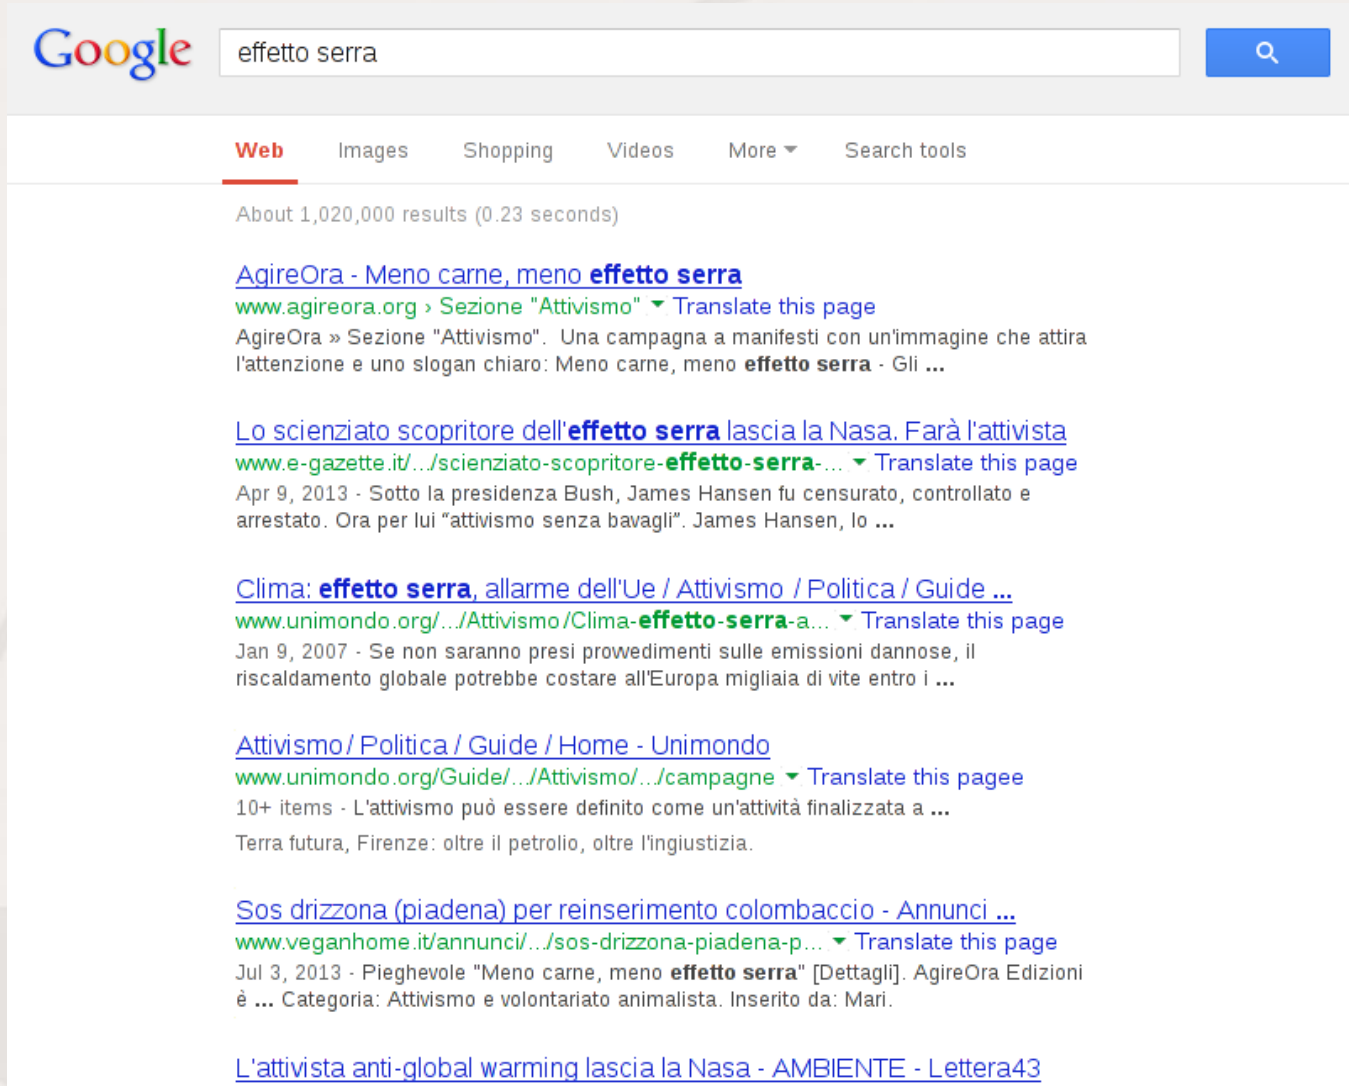 Google
effetto serra
Web Images Shopping Videos More Search tools
About 1,020,000 results (0.23 seconds)
AgireOra - Meno carne, meno effetto serra
www.agireora.org › Sezione "Attivismo" Translate this page
AgireOra » Sezione "Attivismo". Una campagna a manifesti con un'immagine che attira
l'attenzione e uno slogan chiaro: Meno carne, meno effetto serra - Gli ...
Lo scienziato scopritore dell'effetto serra lascia la Nasa. Farà l'attivista
www.e-gazette.it/.../scienziato-scopritore-effetto-serra-... Translate this page
Apr 9, 2013 - Sotto la presidenza Bush, James Hansen fu censurato, controllato e
arrestato. Ora per lui “attivismo senza bavagli”. James Hansen, lo ...
Clima: effetto serra, allarme dell'Ue / Attivismo / Politica / Guide ...
www.unimondo.org/.../Attivismo/Clima-effetto-serra-a... Translate this page
Jan 9, 2007 - Se non saranno presi provvedimenti sulle emissioni dannose, il
riscaldamento globale potrebbe costare all'Europa migliaia di vite entro i ...
Attivismo / Politica / Guide / Home - Unimondo
www.unimondo.org/Guide/.../Attivismo/.../campagne Translate this pagee
10+ items - L'attivismo può essere definito come un'attività finalizzata a ...
Terra futura, Firenze: oltre il petrolio, oltre l'ingiustizia.
Sos drizzona (piadena) per reinserimento colombaccio - Annunci ...
www.veganhome.it/annunci/.../sos-drizzona-piadena-p... Translate this page
Jul 3, 2013 - Pieghevole "Meno carne, meno effetto serra" [Dettagli]. AgireOra Edizioni
è ... Categoria: Attivismo e volontariato animalista. Inserito da: Mari.
L'attivista anti-global warming lascia la Nasa - AMBIENTE - Lettera43